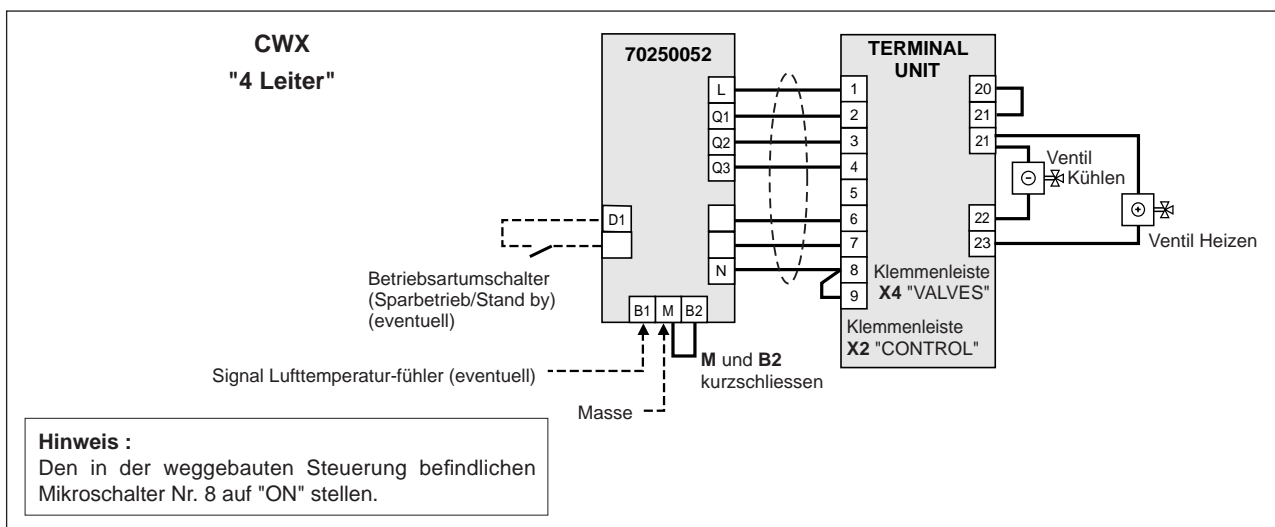 CWX
"4 Leiter"
70250052
L
Q1
Q2
Q3
D1
N
B1 M B2
TERMINAL
UNIT
1
2
3
4
5
6
7
8
9
20
21
21
22
23
Ventil
Kühlen
Ventil Heizen
Klemmenleiste
X4 "VALVES"
Klemmenleiste
X2 "CONTROL"
Betriebsartumschalter
(Sparbetrieb/Stand by)
(eventuell)
M und B2
kurzschliessen
Signal Lufttemperatur-fühler (eventuell)
Masse
Hinweis :
Den in der weggebauten Steuerung befindlichen
Mikroschalter Nr. 8 auf "ON" stellen.